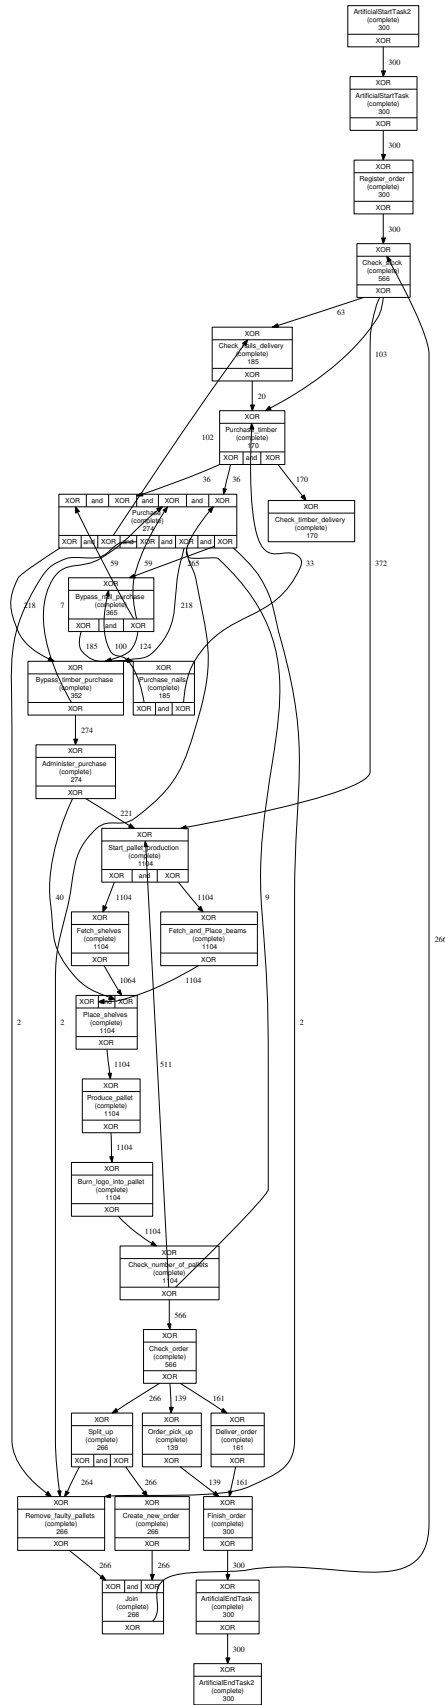 ArtificialStartTask2
(complete)
300
XOR
300
XOR
ArtificialStartTask
(complete)
300
XOR
300
XOR
Register_order
(complete)
300
XOR
300
XOR
Check_stock
(complete)
566
XOR
63
103
XOR
Check_nails_delivery
(complete)
185
XOR
20
102
XOR
Purchase_timber
(complete)
170
XOR and XOR
36
36
170
372
XOR and XOR and XOR and XOR
Purchase
(complete)
274
XOR and XOR and XOR and XOR
XOR
Check_timber_delivery
(complete)
170
XOR
59
59
265
33
XOR
Bypass_nail_purchase
(complete)
365
XOR and XOR
218
7
218
185
100
124
XOR
Bypass_timber_purchase
(complete)
352
XOR
XOR
Purchase_nails
(complete)
185
XOR and XOR
274
XOR
Administer_purchase
(complete)
274
XOR
221
XOR
Start_pallet_production
(complete)
1104
XOR and XOR
40
1104
1104
9
XOR
Fetch_shelves
(complete)
1104
XOR
XOR
Fetch_and_Place_beams
(complete)
1104
XOR
266
1064
1104
XOR and XOR
Place_shelves
(complete)
1104
XOR
2
2
2
1104
511
XOR
Produce_pallet
(complete)
1104
XOR
1104
XOR
Burn_logo_into_pallet
(complete)
1104
XOR
1104
XOR
Check_number_of_pallets
(complete)
1104
XOR
566
XOR
Check_order
(complete)
566
XOR
266
139
161
XOR
Split_up
(complete)
266
XOR and XOR
XOR
Order_pick_up
(complete)
139
XOR
XOR
Deliver_order
(complete)
161
XOR
264
266
139
161
XOR
Remove_faulty_pallets
(complete)
266
XOR
XOR
Create_new_order
(complete)
266
XOR
XOR
Finish_order
(complete)
300
XOR
266
266
300
XOR and XOR
Join
(complete)
266
XOR
XOR
ArtificialEndTask
(complete)
300
XOR
300
XOR
ArtificialEndTask2
(complete)
300